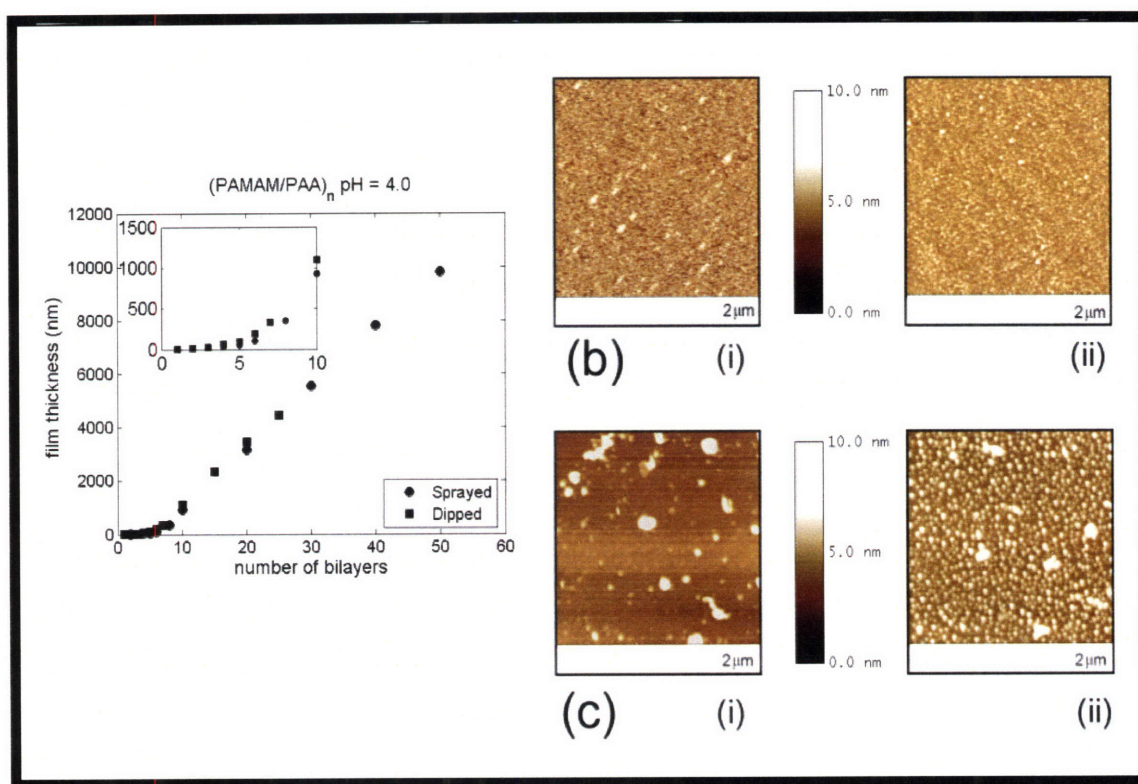 (PAMAM/PAA)n pH = 4.0
12000
10000
8000
6000
4000
2000
0
film thickness (nm)
1500
1000
500
0
0
5
10
Sprayed
Dipped
0
10
20
30
40
50
60
number of bilayers
2μm
10.0 nm
5.0 nm
0.0 nm
2μm
(b)
(i)
(ii)
2μm
10.0 nm
5.0 nm
0.0 nm
2μm
(c)
(i)
(ii)